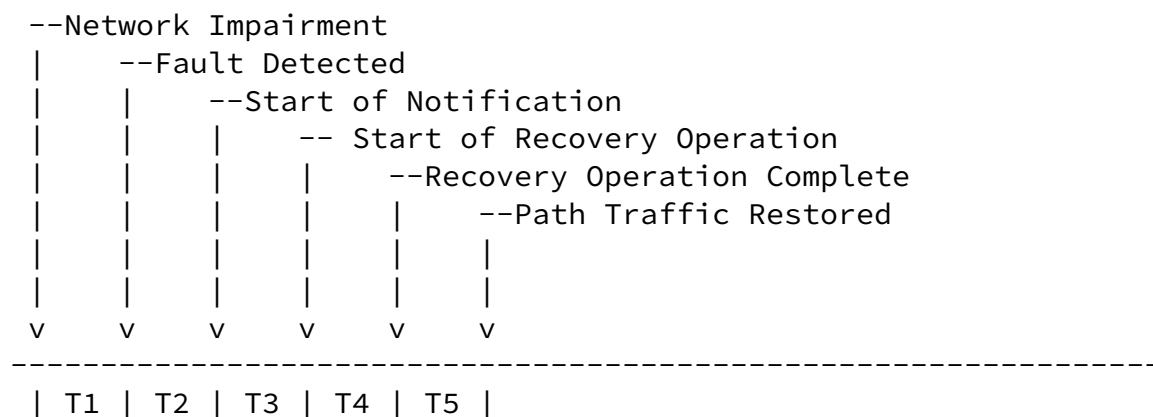 --Network Impairment
|    --Fault Detected
|    |    --Start of Notification
|    |    |    -- Start of Recovery Operation
|    |    |    |    --Recovery Operation Complete
|    |    |    |    |    --Path Traffic Restored
|    |    |    |    |    |
|    |    |    |    |    |
v    v    v    v    v    v
----------------------------------------------------------------
| T1 | T2 | T3 | T4 | T5 |